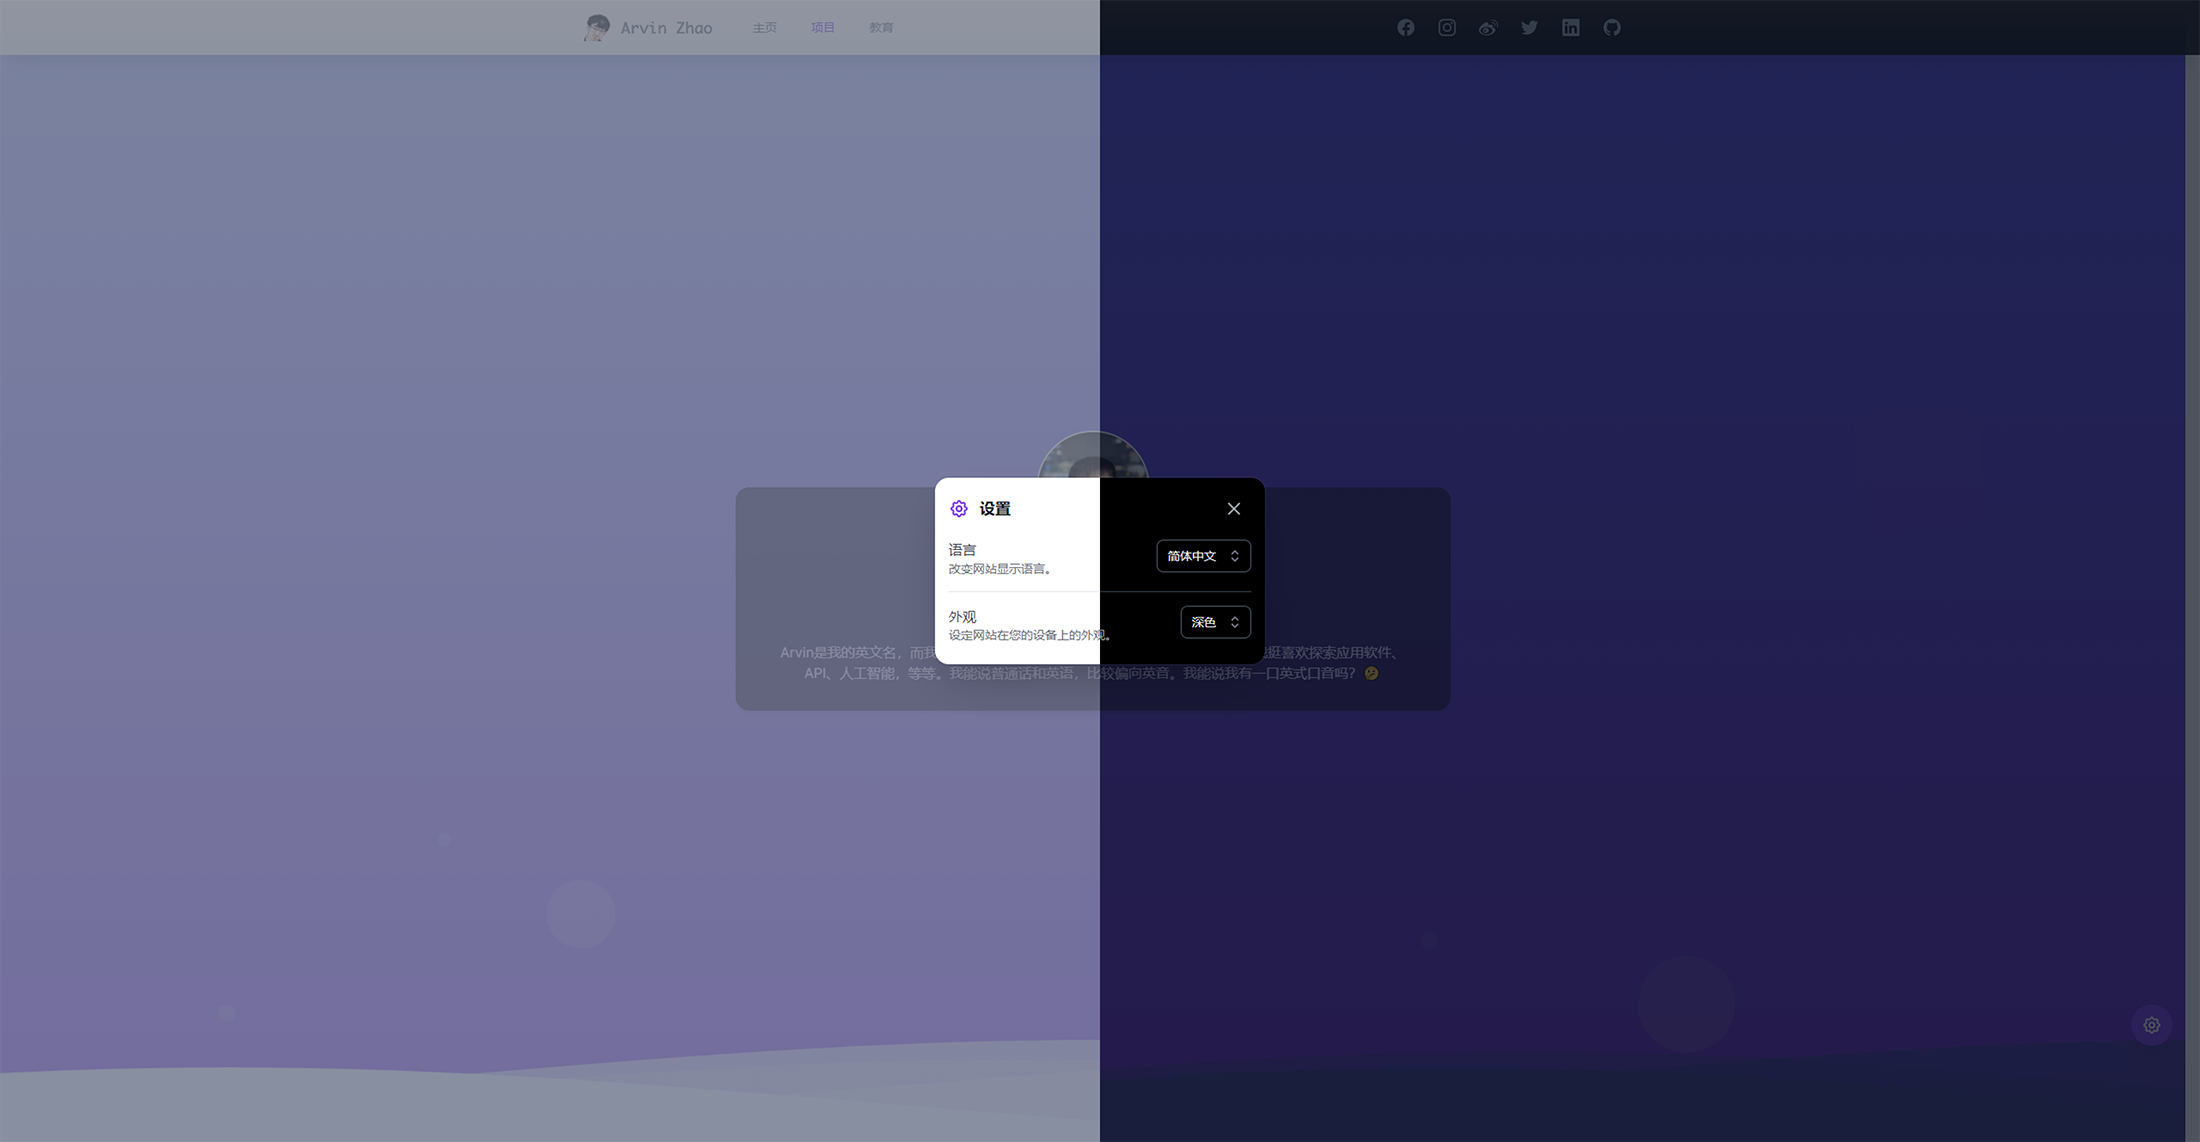 Arvin Zhao 主页 项目 教育
设置
语言
改变网站显示语言。
简体中文
外观
设定网站在您的设备上的外观。
深色
Arvin是我的英文名，而我
挺喜欢探索应用软件、
API、人工智能，等等。我能说普通话和英语，比较偏向英音。我能说我有一口英式口音吗？🤔